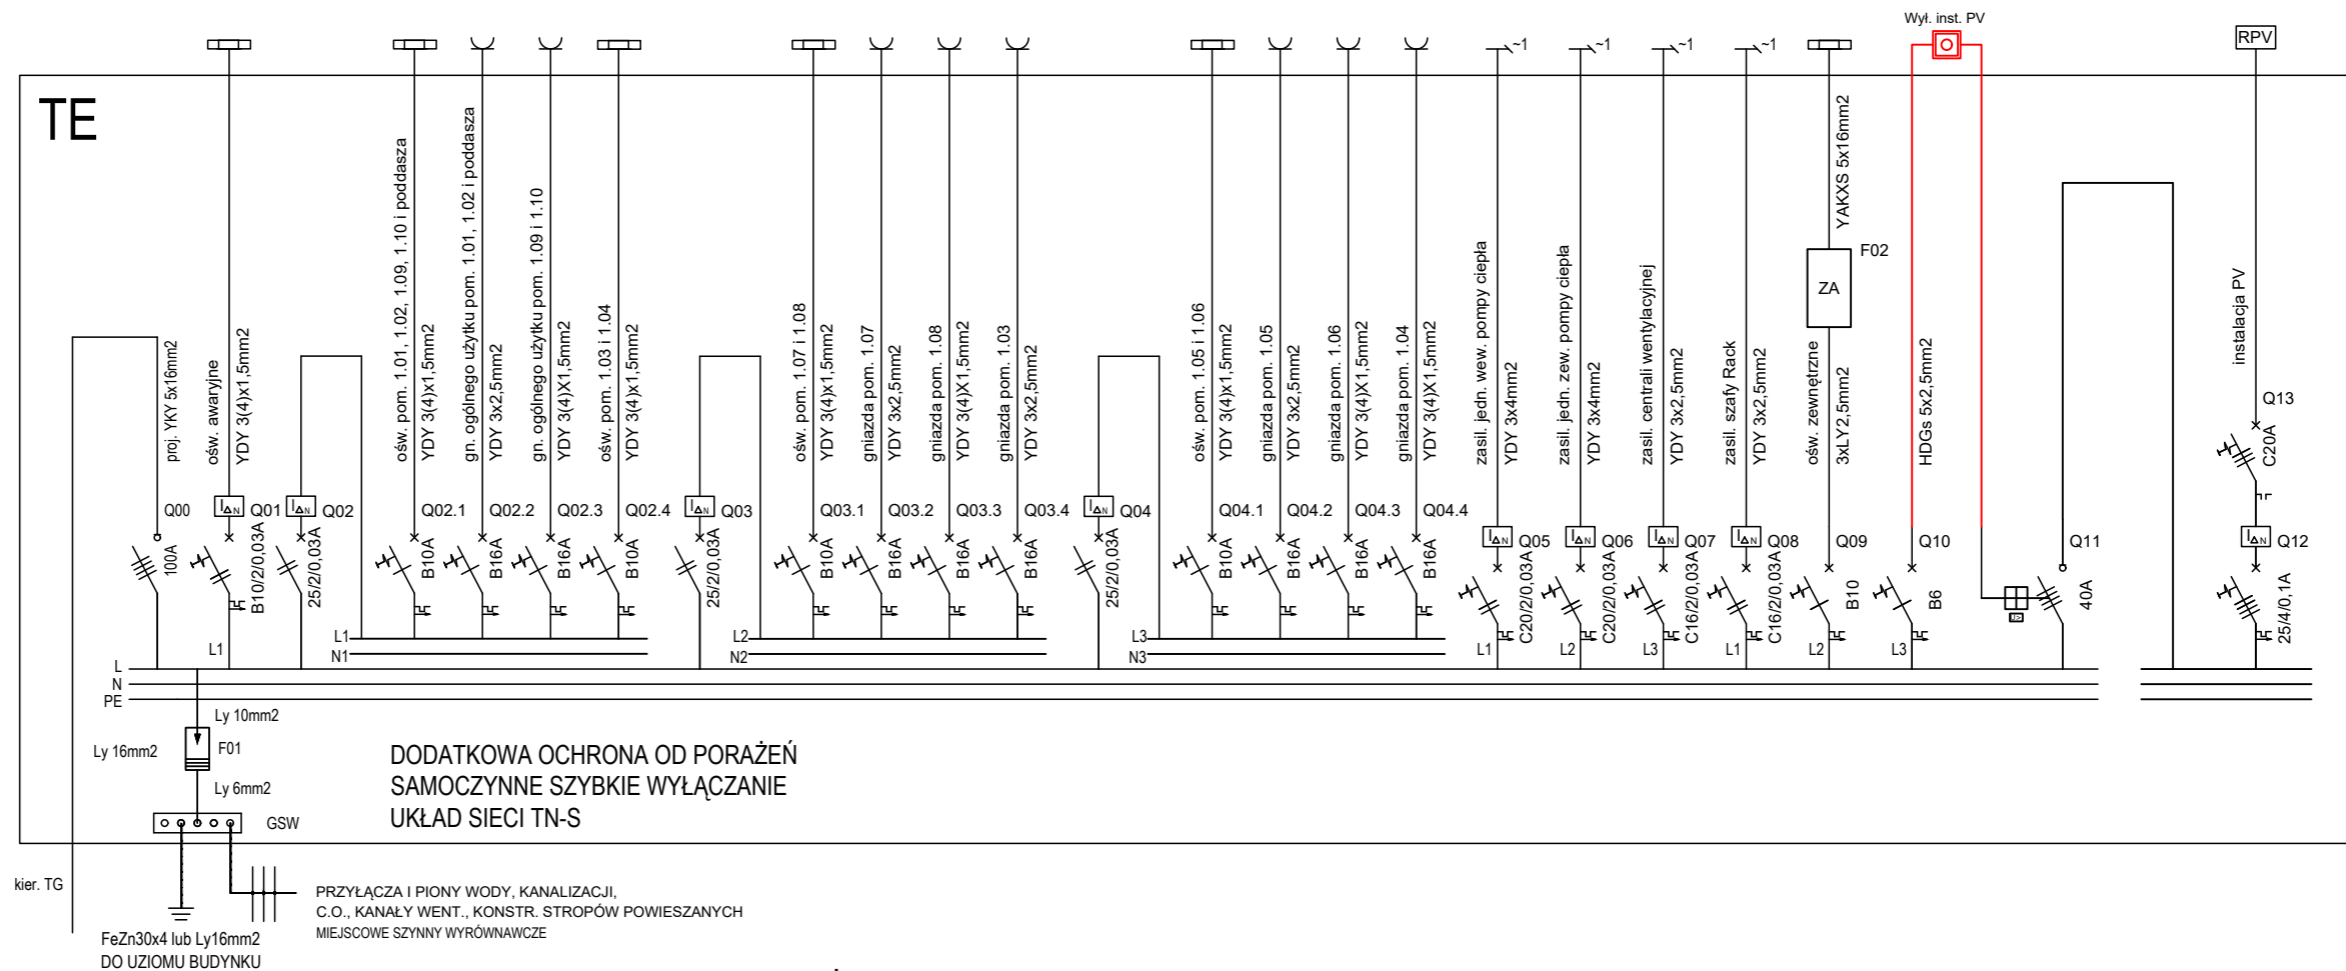 Wył. inst. PV
RPV
~1
~1
~1
~1
TE
proj. YKY 5x16mm2
Q00
100A
ośw. awaryjne
YDY 3(4)x1,5mm2
I∆N
Q01
B10/2/0,03A
L1
I∆N
Q02
25/2/0,03A
ośw. pom. 1.01, 1.02, 1.09, 1.10 i poddasza
YDY 3(4)x1,5mm2
Q02.1
B10A
gn. ogólnego użytku pom. 1.01, 1.02 i poddasza
YDY 3x2,5mm2
Q02.2
B16A
gn. ogólnego użytku pom. 1.09 i 1.10
YDY 3(4)X1,5mm2
Q02.3
B16A
ośw. pom. 1.03 i 1.04
YDY 3(4)x1,5mm2
Q02.4
B10A
L1
N1
I∆N
Q03
25/2/0,03A
ośw. pom. 1.07 i 1.08
YDY 3(4)x1,5mm2
Q03.1
B10A
gniazda pom. 1.07
YDY 3x2,5mm2
Q03.2
B16A
gniazda pom. 1.08
YDY 3(4)X1,5mm2
Q03.3
B16A
gniazda pom. 1.03
YDY 3x2,5mm2
Q03.4
B16A
L2
N2
I∆N
Q04
25/2/0,03A
ośw. pom. 1.05 i 1.06
YDY 3(4)x1,5mm2
Q04.1
B10A
gniazda pom. 1.05
YDY 3x2,5mm2
Q04.2
B16A
gniazda pom. 1.06
YDY 3(4)X1,5mm2
Q04.3
B16A
gniazda pom. 1.04
YDY 3(4)X1,5mm2
Q04.4
B16A
L3
N3
zasil. jedn. wew. pompy ciepła
YDY 3x4mm2
I∆N
Q05
C20/2/0,03A
L1
zasil. jedn. zew. pompy ciepła
YDY 3x4mm2
I∆N
Q06
C20/2/0,03A
L2
zasil. centrali wentylacyjnej
YDY 3x2,5mm2
I∆N
Q07
C16/2/0,03A
L3
zasil. szafy Rack
YDY 3x2,5mm2
I∆N
Q08
C16/2/0,03A
L1
YAKXS 5x16mm2
F02
ZA
ośw. zewnętrzne
3xLY2,5mm2
Q09
B10
L2
HDGs 5x2,5mm2
Q10
B6
L3
Q11
40A
instalacja PV
Q13
C20A
I∆N
Q12
25/4/0,1A
L
N
PE
Ly 10mm2
Ly 16mm2
F01
Ly 6mm2
GSW
DODATKOWA OCHRONA OD PORAŻEŃ
SAMOCZYNNE SZYBKIE WYŁĄCZANIE
UKŁAD SIECI TN-S
kier. TG
PRZYŁĄCZA I PIONY WODY, KANALIZACJI,
C.O., KANAŁY WENT., KONSTR. STROPÓW POWIESZANYCH
MIEJSCOWE SZYNNY WYRÓWNAWCZE
FeZn30x4 lub Ly16mm2
DO UZIOMU BUDYNKU